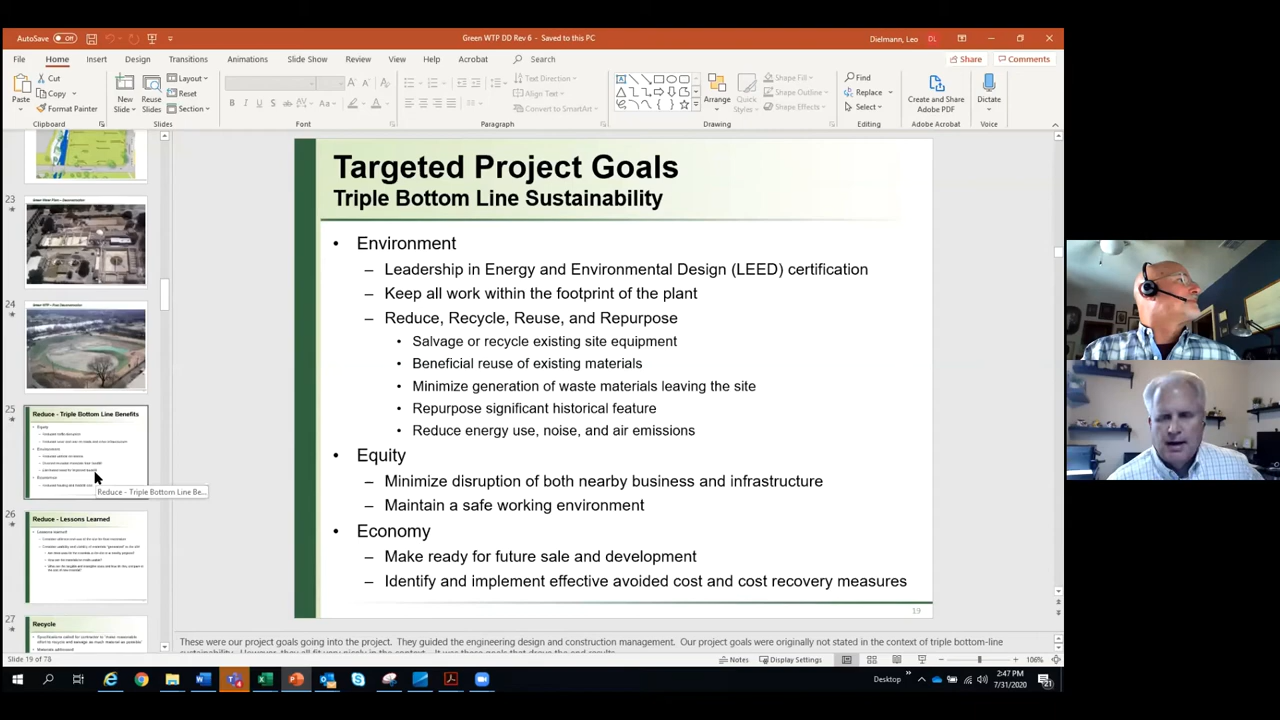 AutoSave Off
Green WTP DD Rev 6 - Saved to this PC
Dielmann, Leo DL
File Home Insert Design Transitions Animations Slide Show Review View Help Acrobat Search
Share Comments
Cut
Copy
Format Painter
Paste
Clipboard
New Slides
Reuse Slides
Layout
Reset
Section
Slides
Font
Text Direction
Align Text
Convert to SmartArt
Paragraph
Arrange
Quick Styles
Shape Fill
Shape Outline
Shape Effects
Drawing
Find
Replace
Select
Editing
Create and Share Adobe PDF
Adobe Acrobat
Dictate
Voice
23
24
25
Reduce - Triple Bottom Line Benefits
Equity
Environment
Reduce - Triple Bottom Line Be...
26
Reduce - Lessons Learned
27
Recycle
Targeted Project Goals
Triple Bottom Line Sustainability
• Environment
– Leadership in Energy and Environmental Design (LEED) certification
– Keep all work within the footprint of the plant
– Reduce, Recycle, Reuse, and Repurpose
• Salvage or recycle existing site equipment
• Beneficial reuse of existing materials
• Minimize generation of waste materials leaving the site
• Repurpose significant historical feature
• Reduce energy use, noise, and air emissions
• Equity
– Minimize disruption of both nearby business and infrastructure
– Maintain a safe working environment
• Economy
– Make ready for future sale and development
– Identify and implement effective avoided cost and cost recovery measures
19
These were our project goals going into the project. They guided the engineering design and construction management. Our project goals were originally not stated in the context of triple bottom-line
Slide 19 of 78
Notes Display Settings 106%
Desktop
2:47 PM
7/31/2020
21